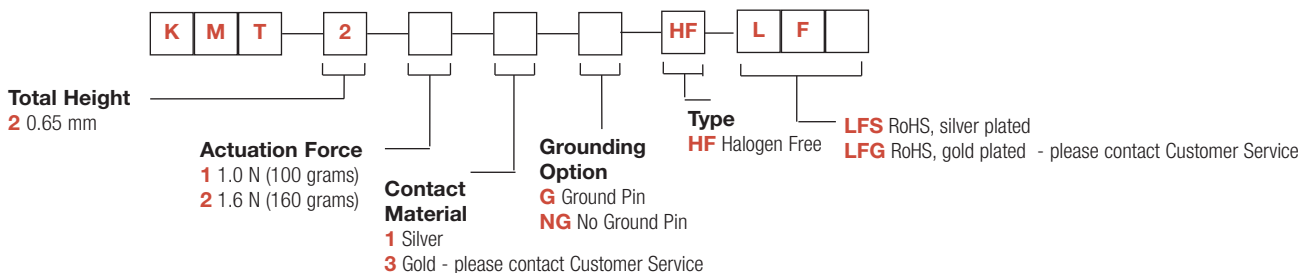 K M T 2 HF L F
Total Height
2 0.65 mm
Actuation Force
1 1.0 N (100 grams)
2 1.6 N (160 grams)
Contact
Material
1 Silver
3 Gold - please contact Customer Service
Grounding
Option
G Ground Pin
NG No Ground Pin
Type
HF Halogen Free
LFS RoHS, silver plated
LFG RoHS, gold plated - please contact Customer Service